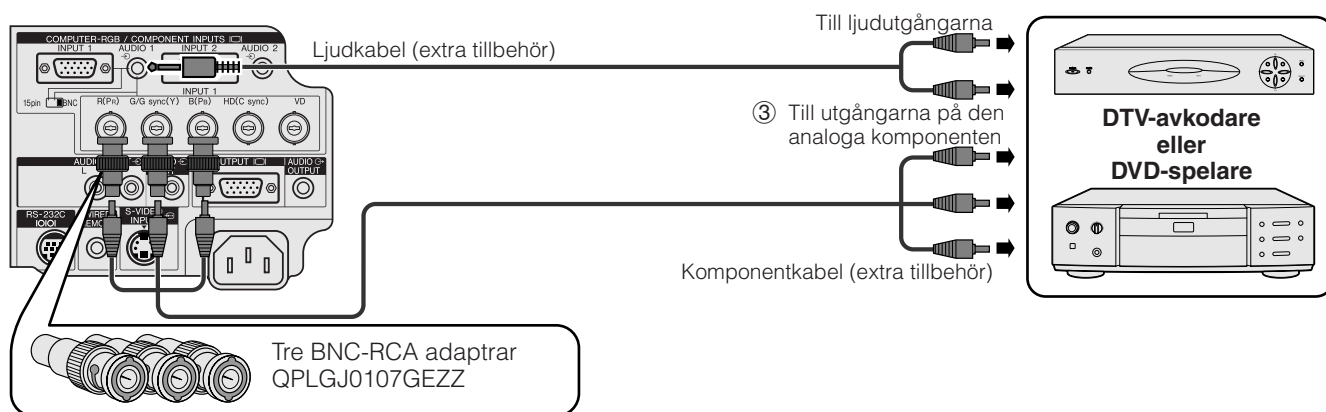 COMPUTER-RGB / COMPONENT INPUTS
INPUT 1 AUDIO 1 INPUT 2 AUDIO 2
15pin BNC
INPUT 1
R(PR) G/G sync(Y) B(PB) HD(C sync) VD
AUDIO OUTPUT AUDIO
L OUTPUT
RS-232C S-VIDEO
INPUT
Ljudkabel (extra tillbehör)
Till ljudutgångarna
③ Till utgångarna på den
analoga komponenten
Komponentkabel (extra tillbehör)
DTV-avkodare
eller
DVD-spelare
Tre BNC-RCA adaptrar
QPLGJ0107GEZZ